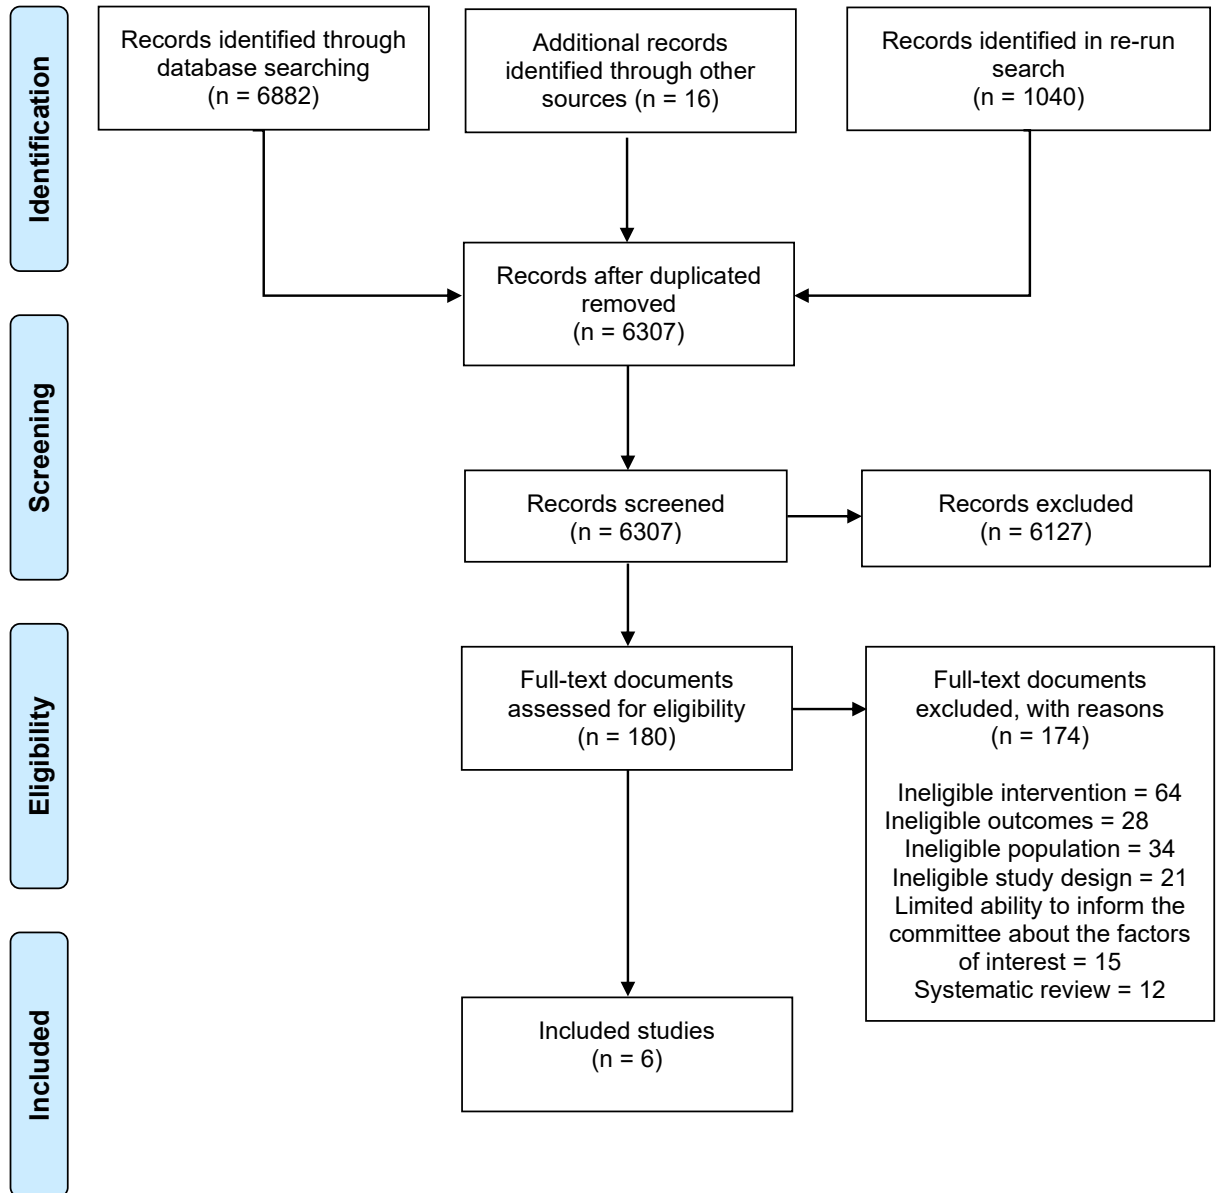 Identification
Records identified through
database searching
(n = 6882)
Additional records
identified through other
sources (n = 16)
Records identified in re-run
search
(n = 1040)
Records after duplicated
removed
(n = 6307)
Screening
Records screened
(n = 6307)
Records excluded
(n = 6127)
Eligibility
Full-text documents
assessed for eligibility
(n = 180)
Full-text documents
excluded, with reasons
(n = 174)
Ineligible intervention = 64
Ineligible outcomes = 28
Ineligible population = 34
Ineligible study design = 21
Limited ability to inform the
committee about the factors
of interest = 15
Systematic review = 12
Included
Included studies
(n = 6)